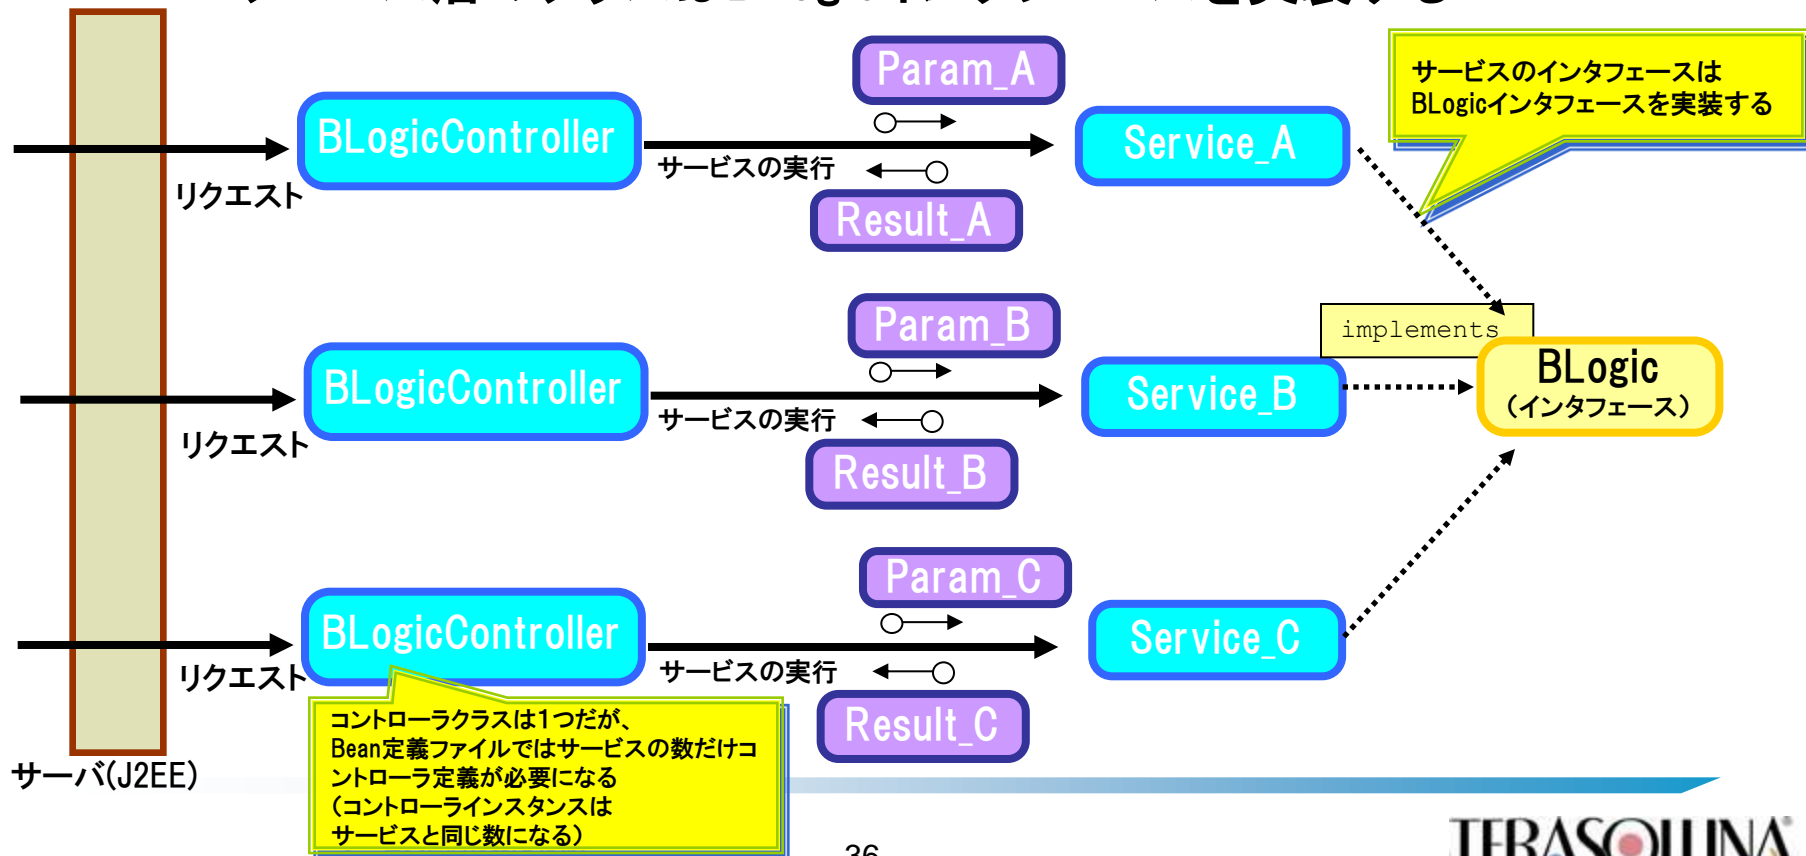 Param_A
サービスのインタフェースは
BLogicインタフェースを実装する
BLogicController
Service_A
サービスの実行
リクエスト
Result_A
Param_B
implements
BLogicController
Service_B
BLogic
(インタフェース)
サービスの実行
リクエスト
Result_B
Param_C
BLogicController
Service_C
サービスの実行
リクエスト
Result_C
コントローラクラスは1つだが、
Bean定義ファイルではサービスの数だけコ
ントローラ定義が必要になる
(コントローラインスタンスは
サービスと同じ数になる)
サーバ(J2EE)
36
TERASOLUNA